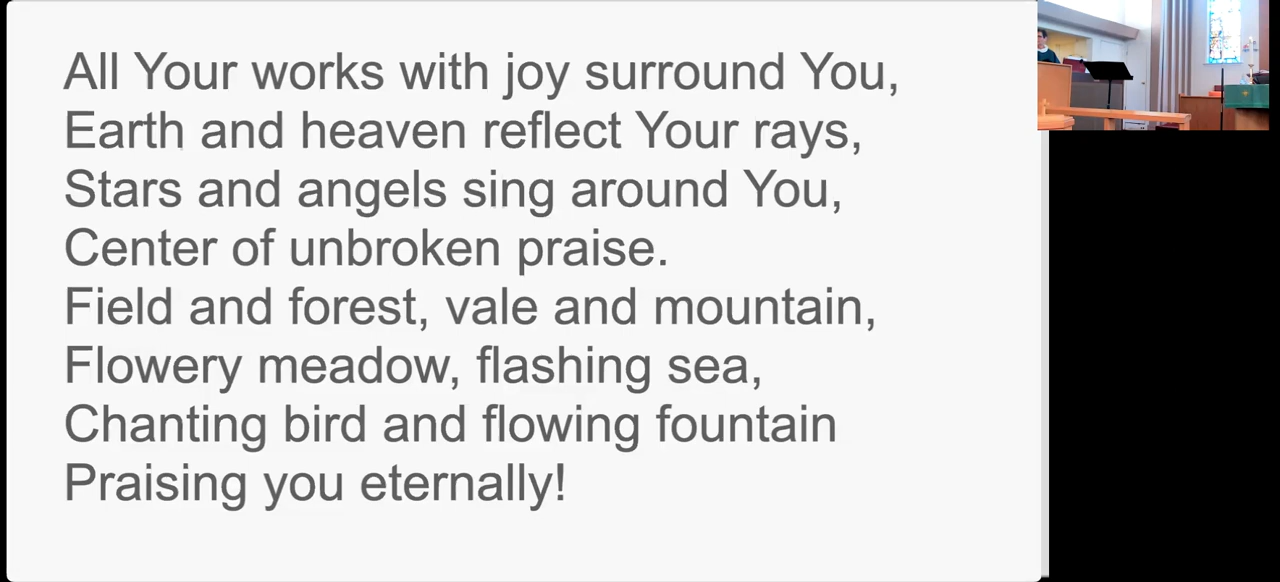 All Your works with joy surround You,
Earth and heaven reflect Your rays,
Stars and angels sing around You,
Center of unbroken praise.
Field and forest, vale and mountain,
Flowery meadow, flashing sea,
Chanting bird and flowing fountain
Praising you eternally!